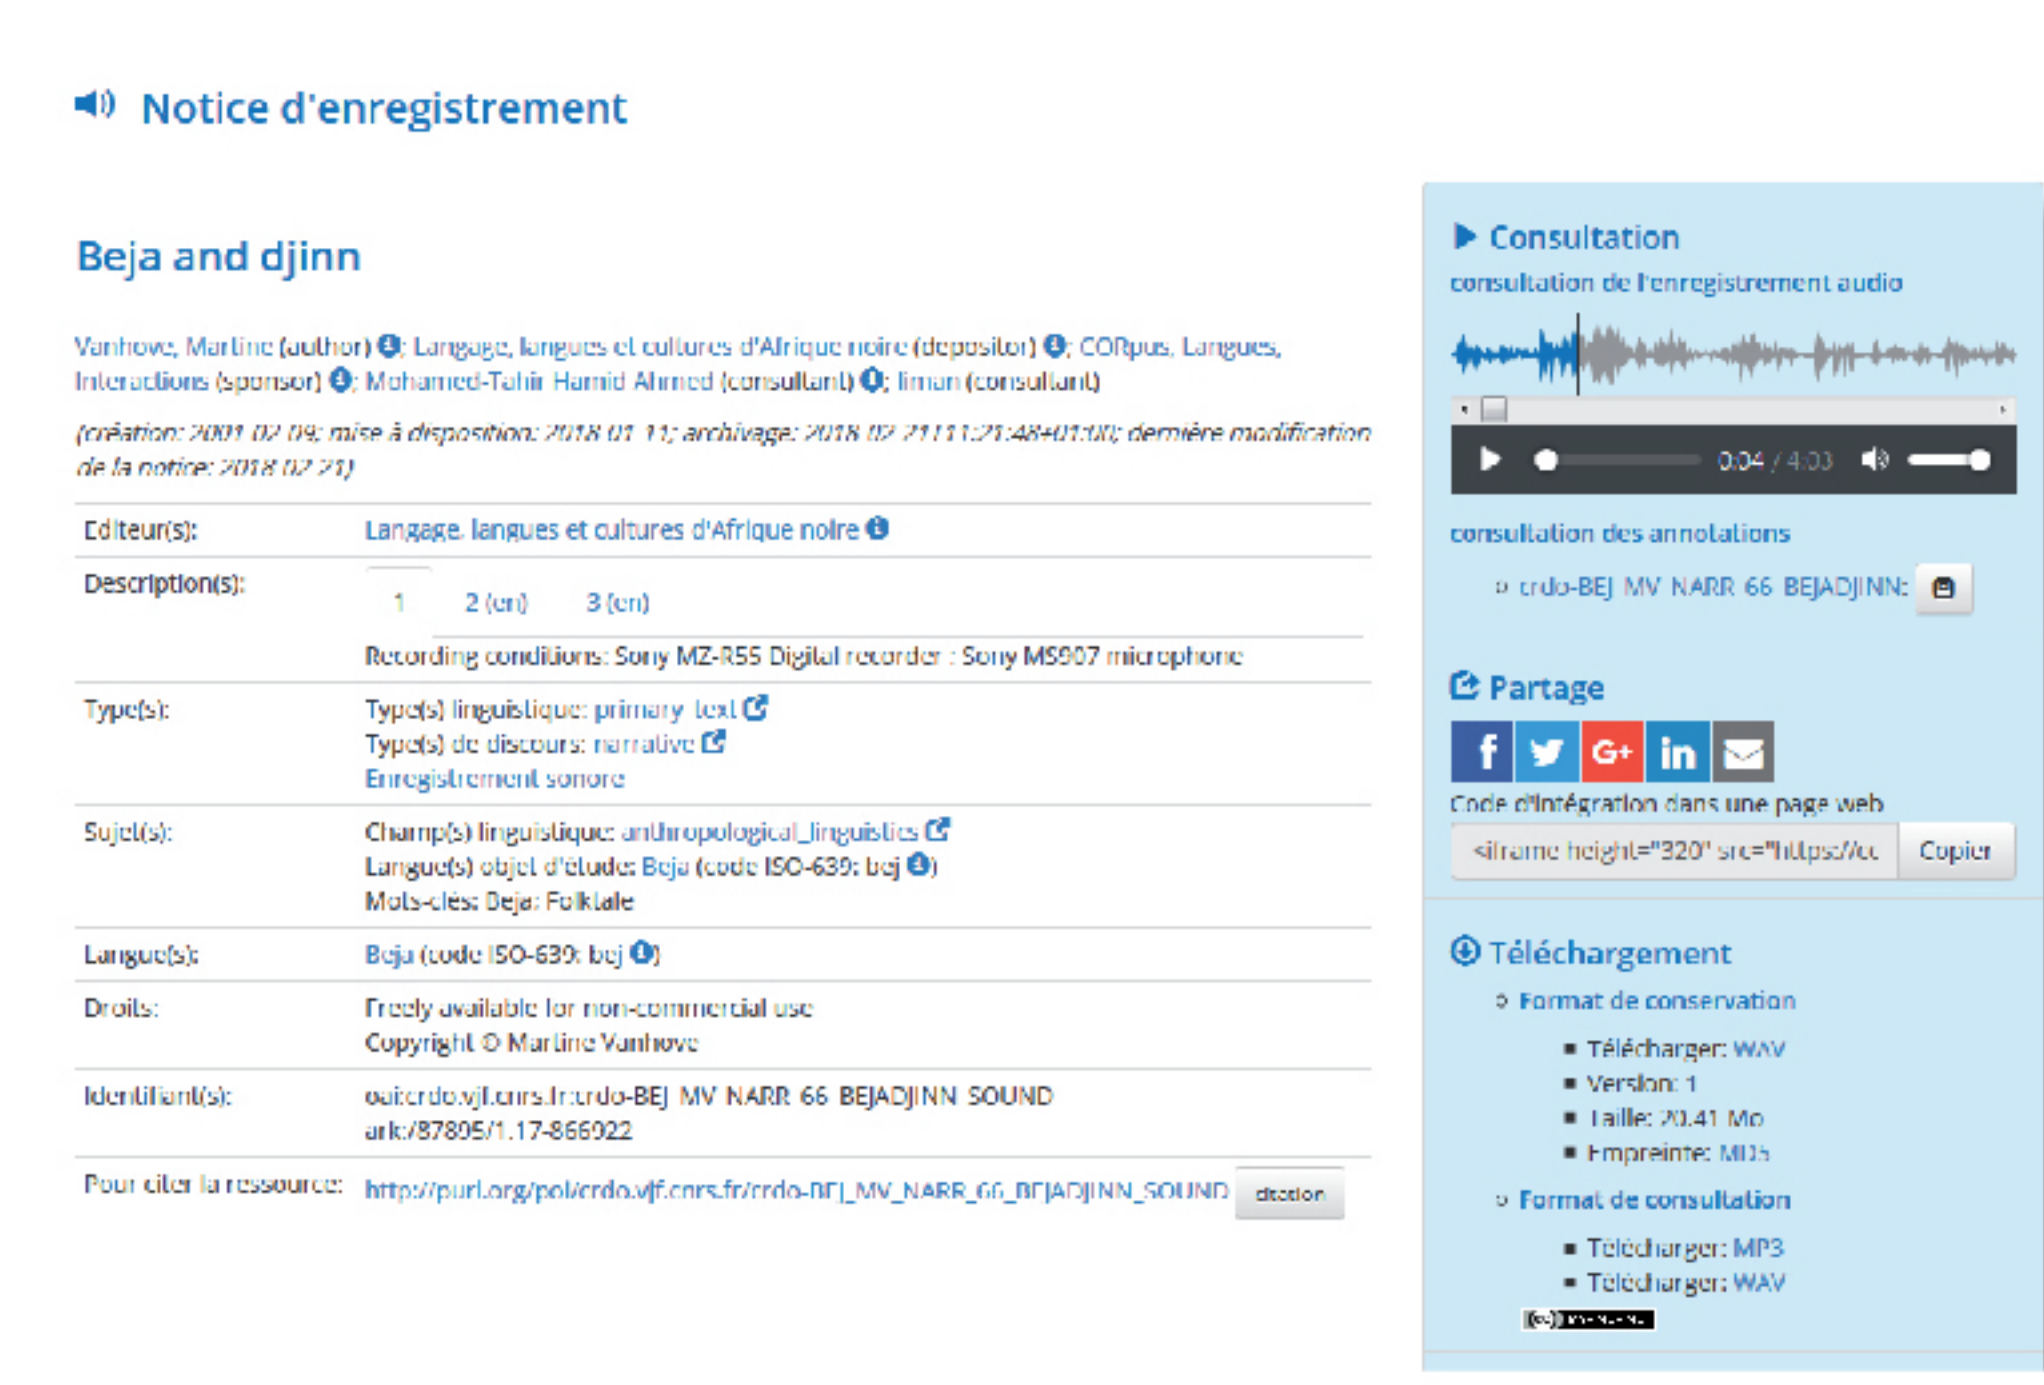 Notice d'enregistrement
Beja and djinn
Vanhove, Martine (author); Langage, langues et cultures d'Afrique noire (depositor); CORpus, Langues,
Interactions (sponsor); Mohamed-Tahir Hamid Ahmed (consultant); liman (consultant)
(création: 2001-02-09; mise à disposition: 2018-01-11; archivage: 2018-02-21T11:21:48+01:00; dernière modification
de la notice: 2018-02-21)
Editeur(s): Langage, langues et cultures d'Afrique noire
Description(s): 1 2 (en) 3 (en)
Recording conditions: Sony MZ-R55 Digital recorder : Sony MS907 microphone
Type(s): Type(s) linguistique: primary_text
Type(s) de discours: narrative
Enregistrement sonore
Sujet(s): Champ(s) linguistique: anthropological_linguistics
Langue(s) objet d'étude: Beja (code ISO-639: bej)
Mots-clés: Beja; Folktale
Langue(s): Beja (code ISO-639: bej)
Droits: Freely available for non-commercial use
Copyright © Martine Vanhove
Identifiant(s): oai:crdo.vjf.cnrs.fr:crdo-BEJ_MV_NARR_66_BEJADJINN_SOUND
ark:/87895/1.17-866922
Pour citer la ressource: http://purl.org/poi/crdo.vjf.cnrs.fr/crdo-BEJ_MV_NARR_66_BEJADJINN_SOUND citation
Consultation
consultation de l'enregistrement audio
0:04 / 4:03
consultation des annotations
crdo-BEJ_MV_NARR_66_BEJADJINN:
Partage
f G+ in
Code d'intégration dans une page web
<iframe height="320" src="https://cc Copier
Téléchargement
Format de conservation
Télécharger: WAV
Version: 1
Taille: 20.41 Mo
Empreinte: MD5
Format de consultation
Télécharger: MP3
Télécharger: WAV
(cc)